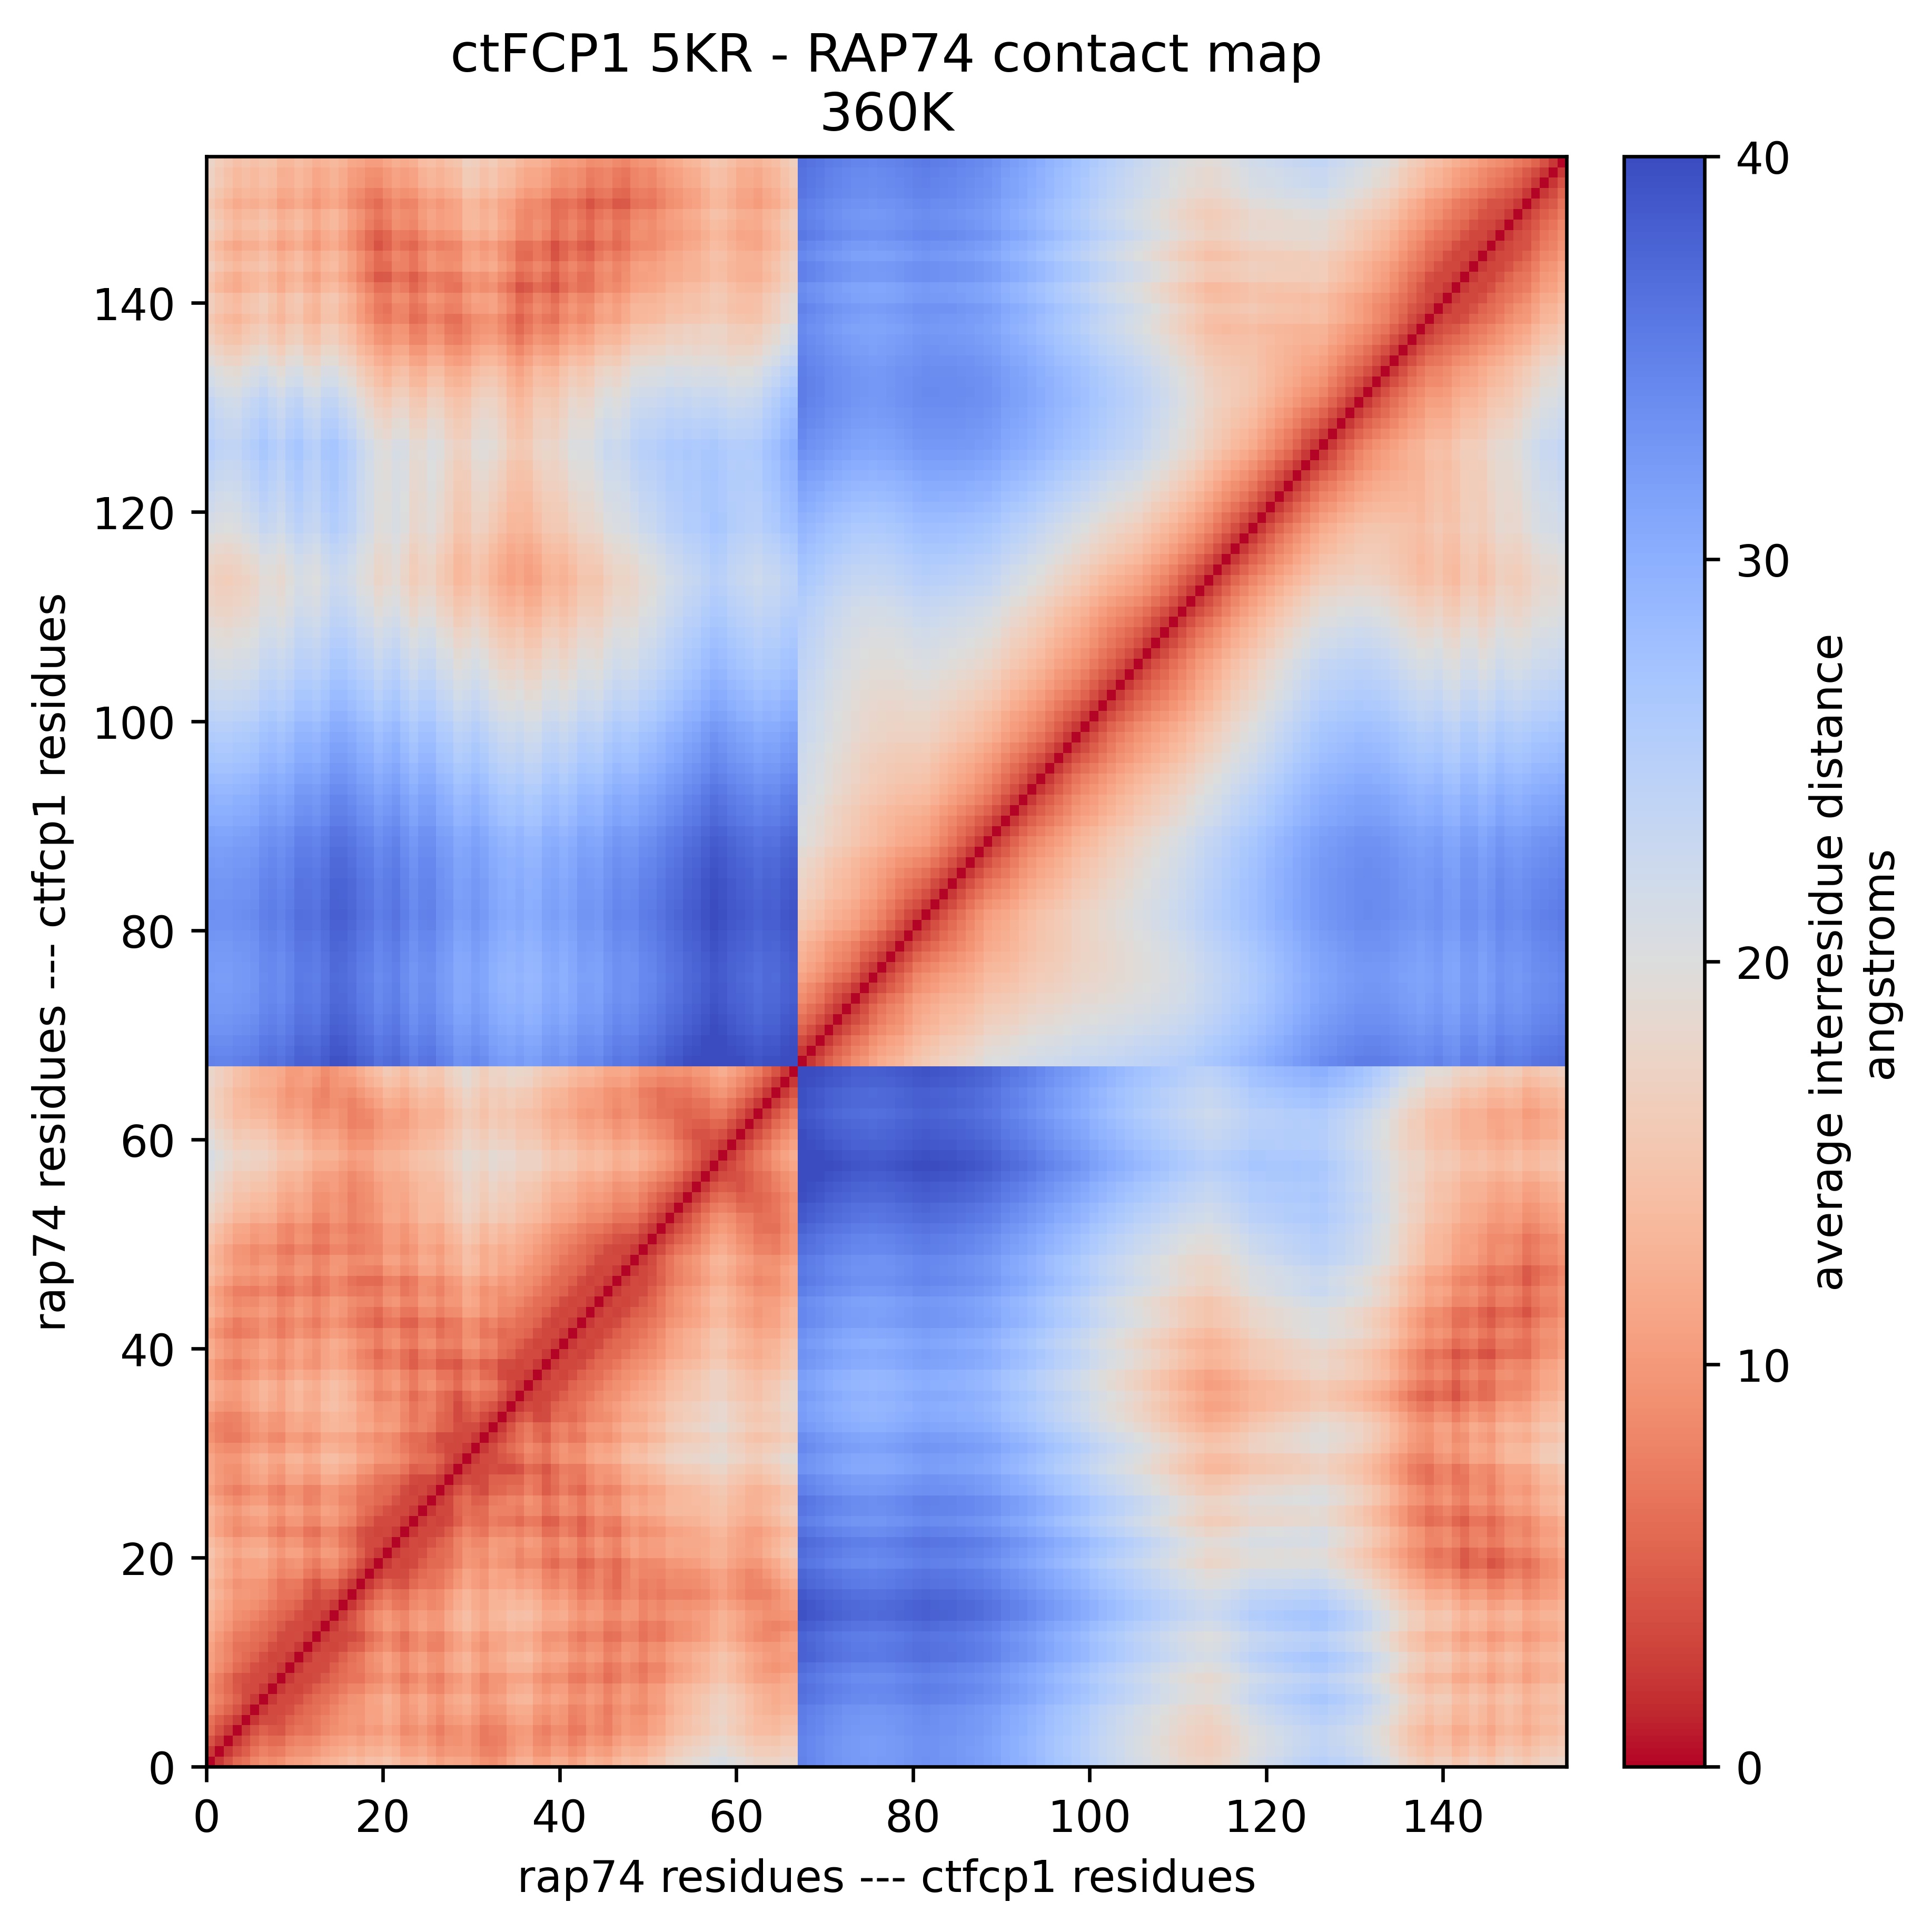 ctFCP1 5KR - RAP74 contact map
360K
rap74 residues --- ctfcp1 residues
140
120
100
80
60
40
20
0
0 20 40 60 80 100 120 140
rap74 residues --- ctfcp1 residues
40
30
20
10
0
average interresidue distance
angstroms